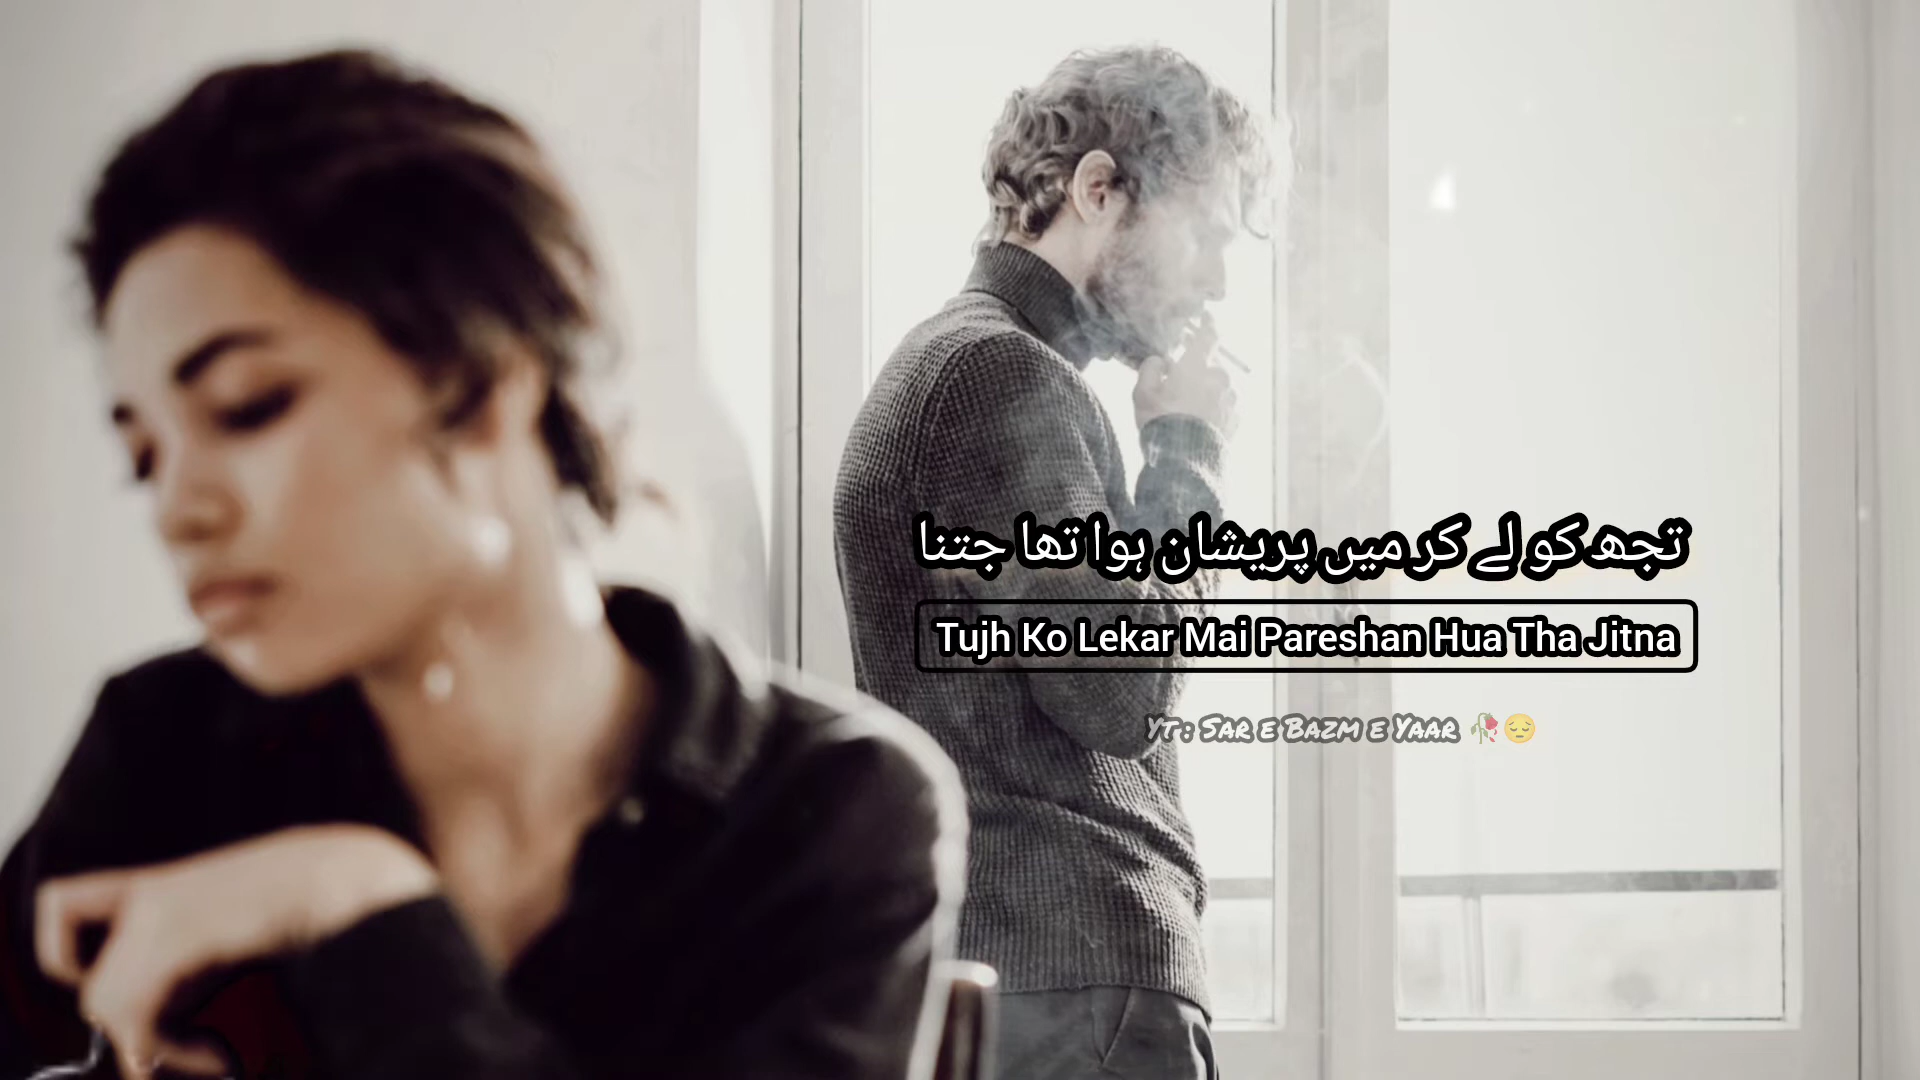 تجھ کو لے کر میں پریشان ہوا تھا جتنا
Tujh Ko Lekar Mai Pareshan Hua Tha Jitna
Yt: Sar e Bazm e Yaar 🥀😔